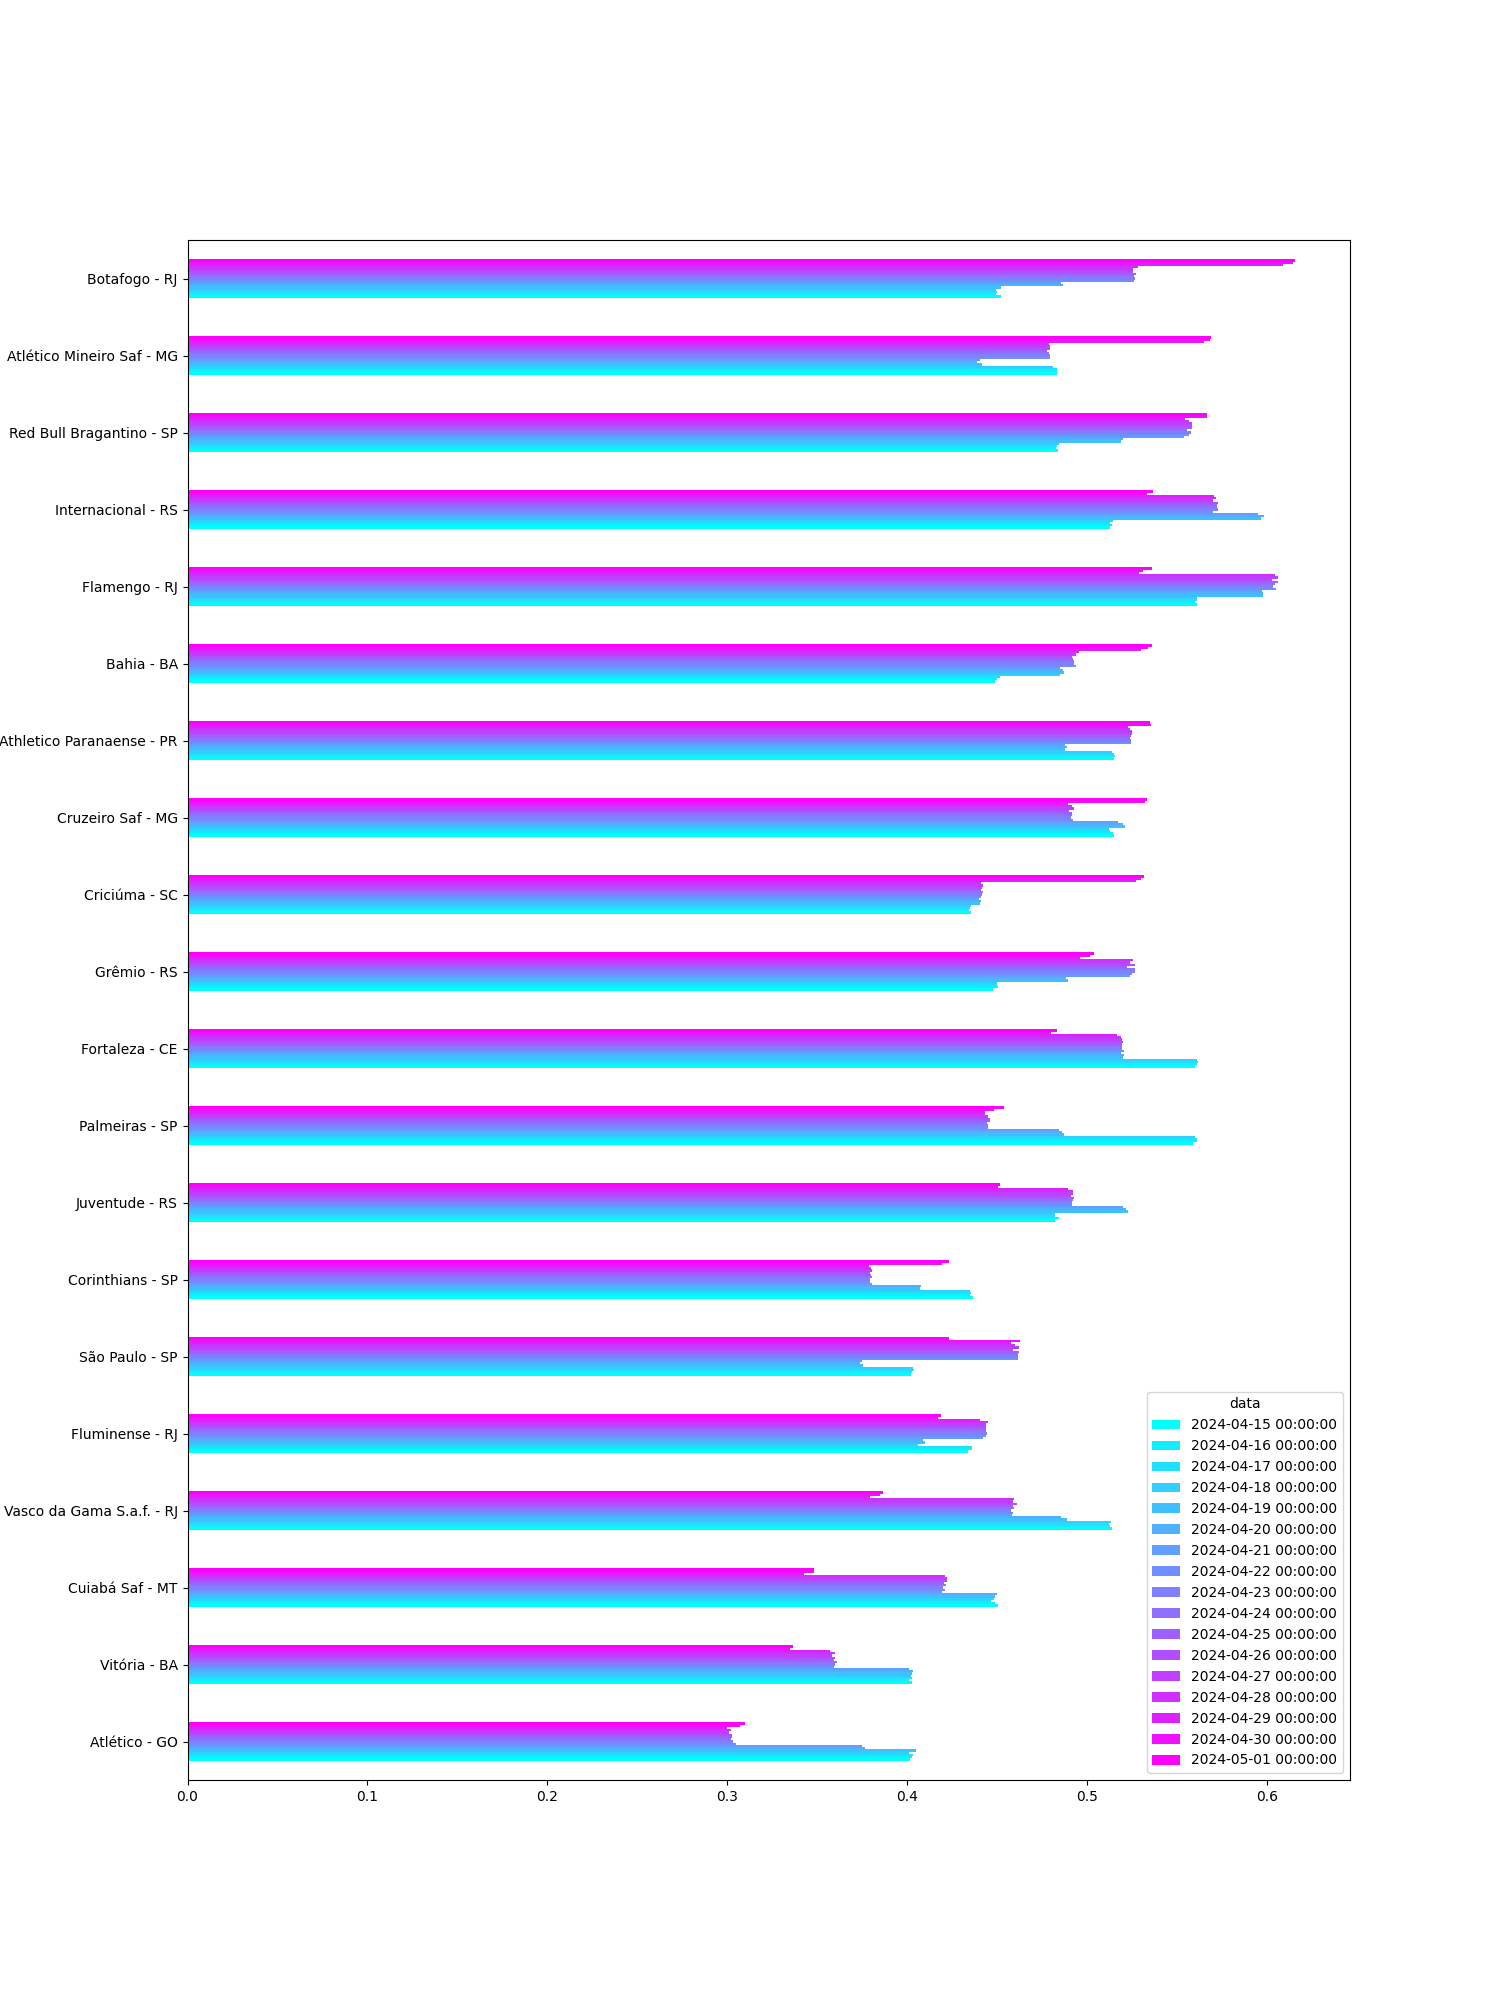 Botafogo - RJ
Atlético Mineiro Saf - MG
Red Bull Bragantino - SP
Internacional - RS
Flamengo - RJ
Bahia - BA
Athletico Paranaense - PR
Cruzeiro Saf - MG
Criciúma - SC
Grêmio - RS
Fortaleza - CE
Palmeiras - SP
Juventude - RS
Corinthians - SP
São Paulo - SP
Fluminense - RJ
Vasco da Gama S.a.f. - RJ
Cuiabá Saf - MT
Vitória - BA
Atlético - GO
data
2024-04-15 00:00:00
2024-04-16 00:00:00
2024-04-17 00:00:00
2024-04-18 00:00:00
2024-04-19 00:00:00
2024-04-20 00:00:00
2024-04-21 00:00:00
2024-04-22 00:00:00
2024-04-23 00:00:00
2024-04-24 00:00:00
2024-04-25 00:00:00
2024-04-26 00:00:00
2024-04-27 00:00:00
2024-04-28 00:00:00
2024-04-29 00:00:00
2024-04-30 00:00:00
2024-05-01 00:00:00
0.0 0.1 0.2 0.3 0.4 0.5 0.6